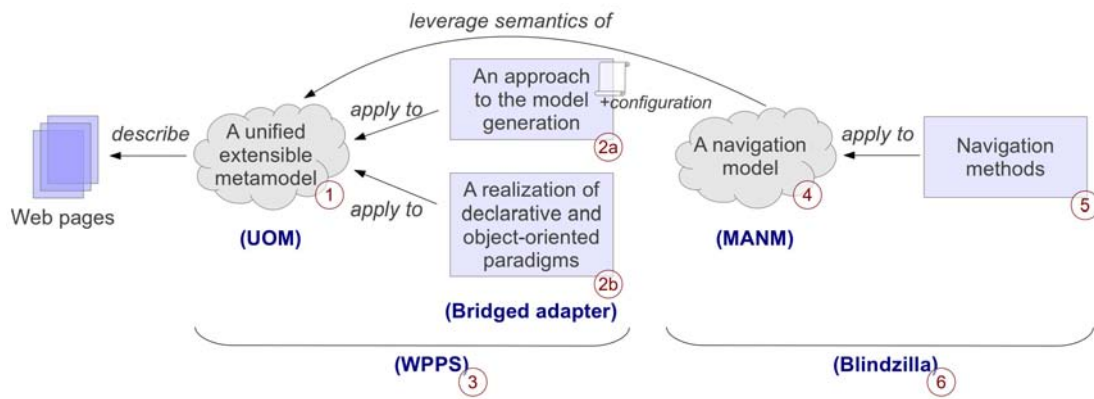 leverage semantics of
describe
Web pages
A unified
extensible
metamodel
1
(UOM)
apply to
An approach
to the model
generation
+configuration
2a
apply to
A realization of
declarative and
object-oriented
paradigms
2b
(Bridged adapter)
(WPPS)
3
A navigation
model
4
(MANM)
apply to
Navigation
methods
5
(Blindzilla)
6